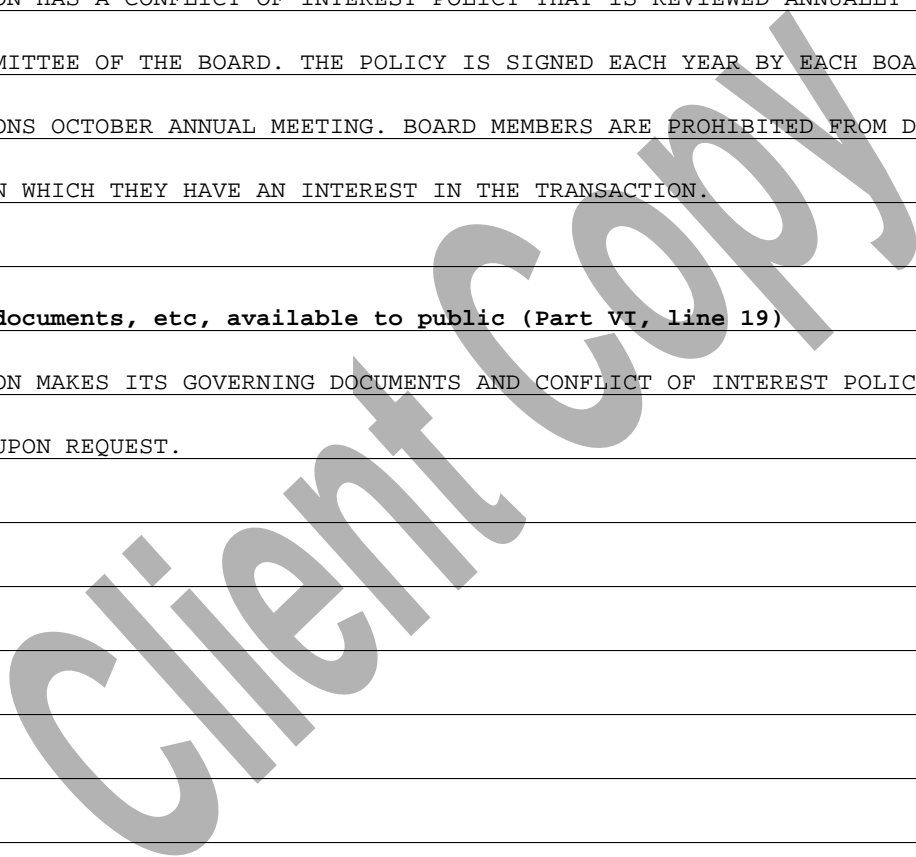 ON HAS A CONFLICT OF INTEREST POLICY THAT IS REVIEWED ANNUALLY
MITTEE OF THE BOARD. THE POLICY IS SIGNED EACH YEAR BY EACH BOA
ONS OCTOBER ANNUAL MEETING. BOARD MEMBERS ARE PROHIBITED FROM D
N WHICH THEY HAVE AN INTEREST IN THE TRANSACTION.
documents, etc, available to public (Part VI, line 19)
ON MAKES ITS GOVERNING DOCUMENTS AND CONFLICT OF INTEREST POLIC
UPON REQUEST.
Client Copy